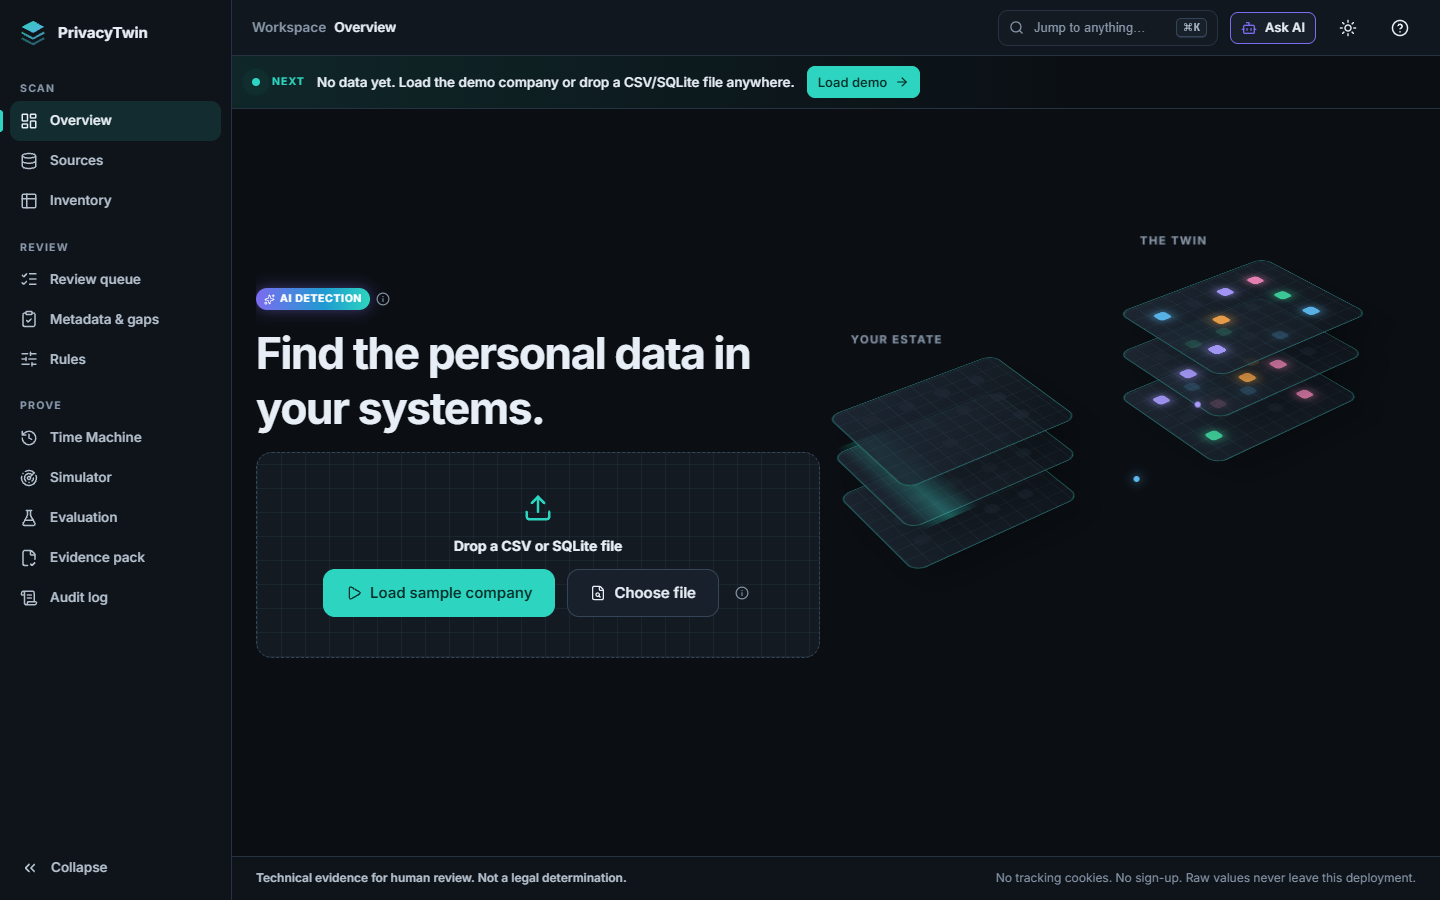 PrivacyTwin
SCAN
Overview
Sources
Inventory
REVIEW
Review queue
Metadata & gaps
Rules
PROVE
Time Machine
Simulator
Evaluation
Evidence pack
Audit log
Collapse
Workspace Overview
Jump to anything... ⌘K
Ask AI
NEXT No data yet. Load the demo company or drop a CSV/SQLite file anywhere. Load demo
AI DETECTION
Find the personal data in
your systems.
Drop a CSV or SQLite file
Load sample company
Choose file
YOUR ESTATE
THE TWIN
Technical evidence for human review. Not a legal determination.
No tracking cookies. No sign-up. Raw values never leave this deployment.